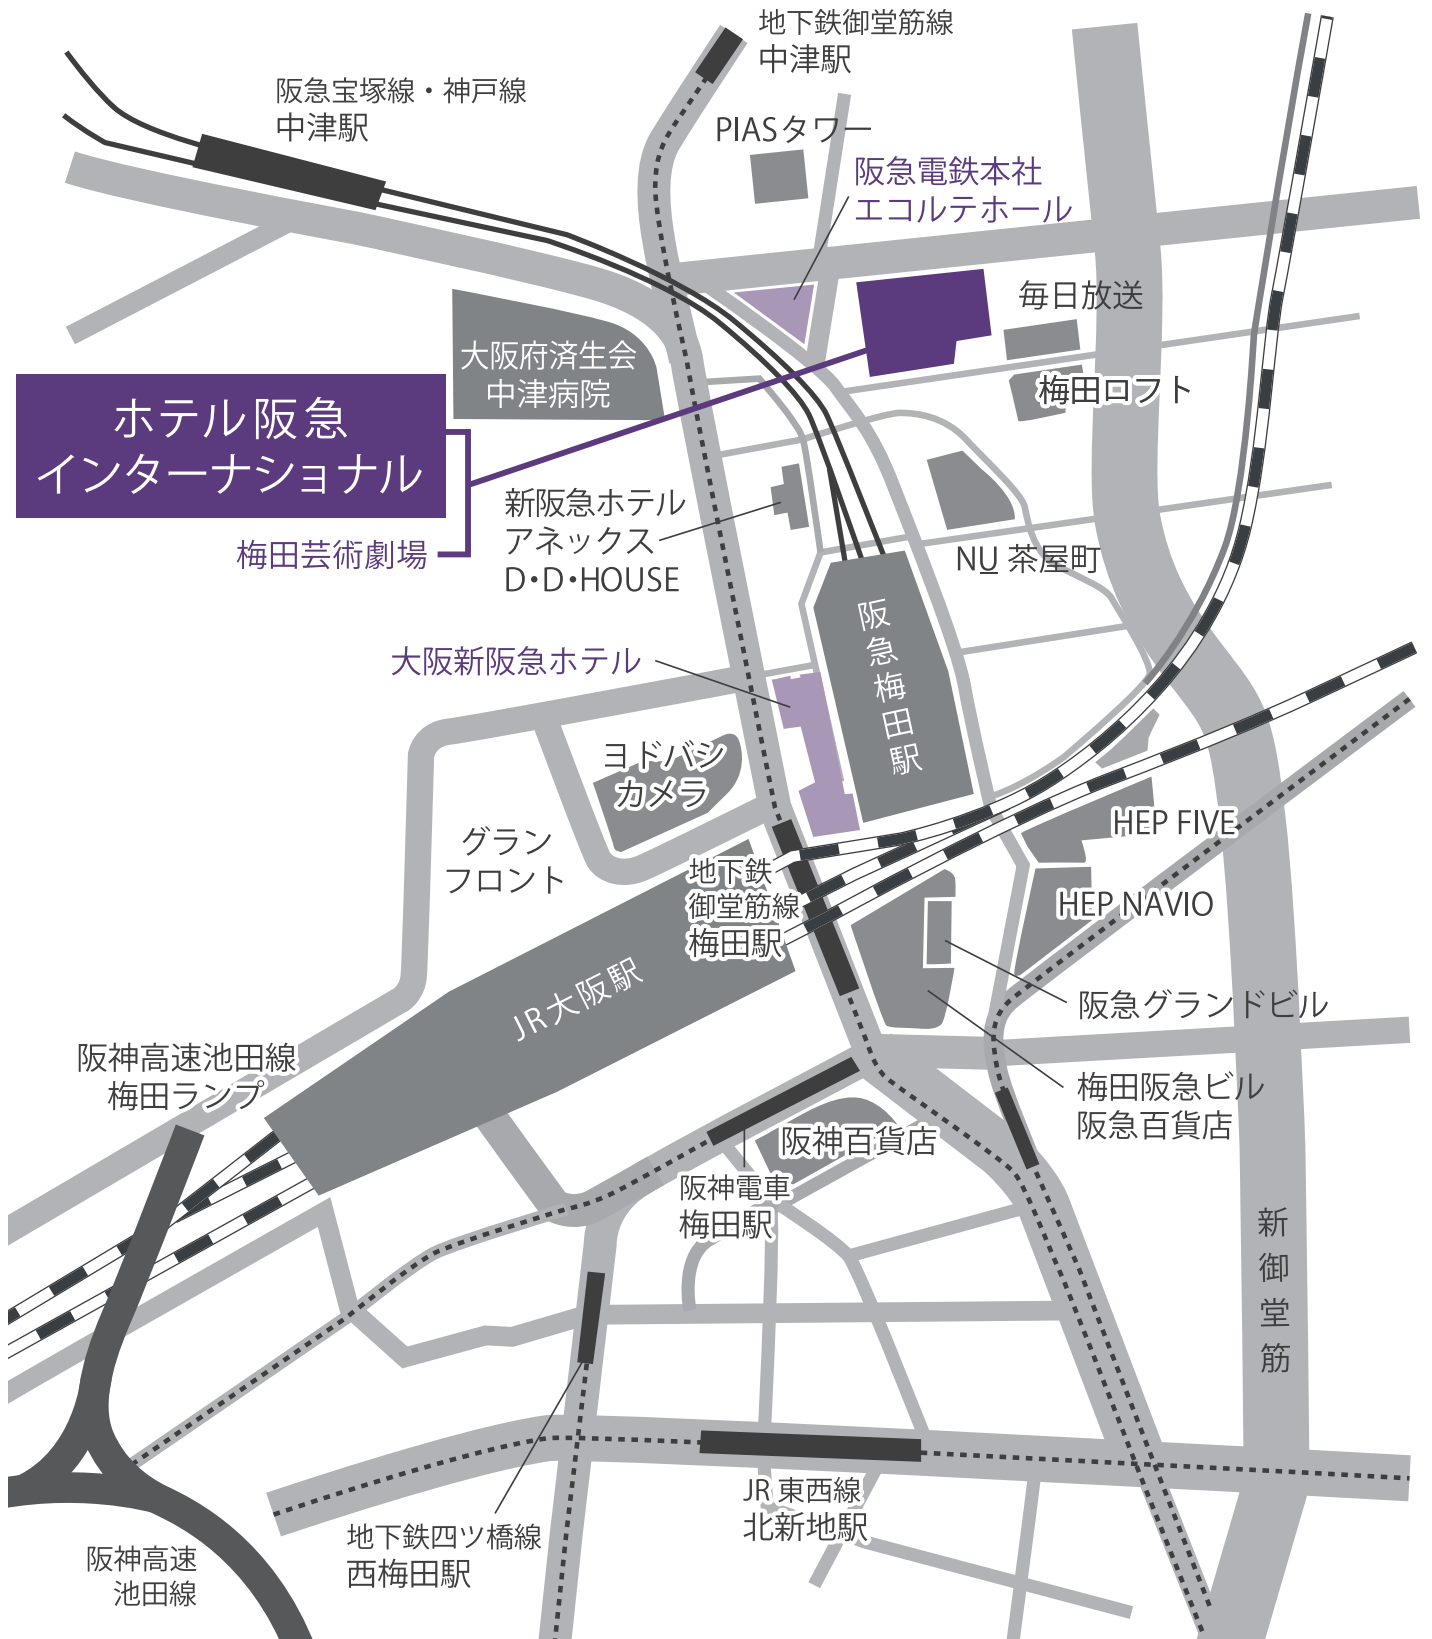 地下鉄御堂筋線
中津駅
阪急宝塚線・神戸線
中津駅
PIASタワー
阪急電鉄本社
エコルテホール
毎日放送
大阪府済生会
中津病院
梅田ロフト
ホテル阪急
インターナショナル
新阪急ホテル
アネックス
D・D・HOUSE
梅田芸術劇場
NU 茶屋町
阪急梅田駅
大阪新阪急ホテル
ヨドバシ
カメラ
グラン
フロント
HEP FIVE
地下鉄
御堂筋線
梅田駅
HEP NAVIO
JR大阪駅
阪急グランドビル
阪神高速池田線
梅田ランプ
梅田阪急ビル
阪急百貨店
阪神百貨店
阪神電車
梅田駅
新御堂筋
JR 東西線
北新地駅
地下鉄四ツ橋線
西梅田駅
阪神高速
池田線